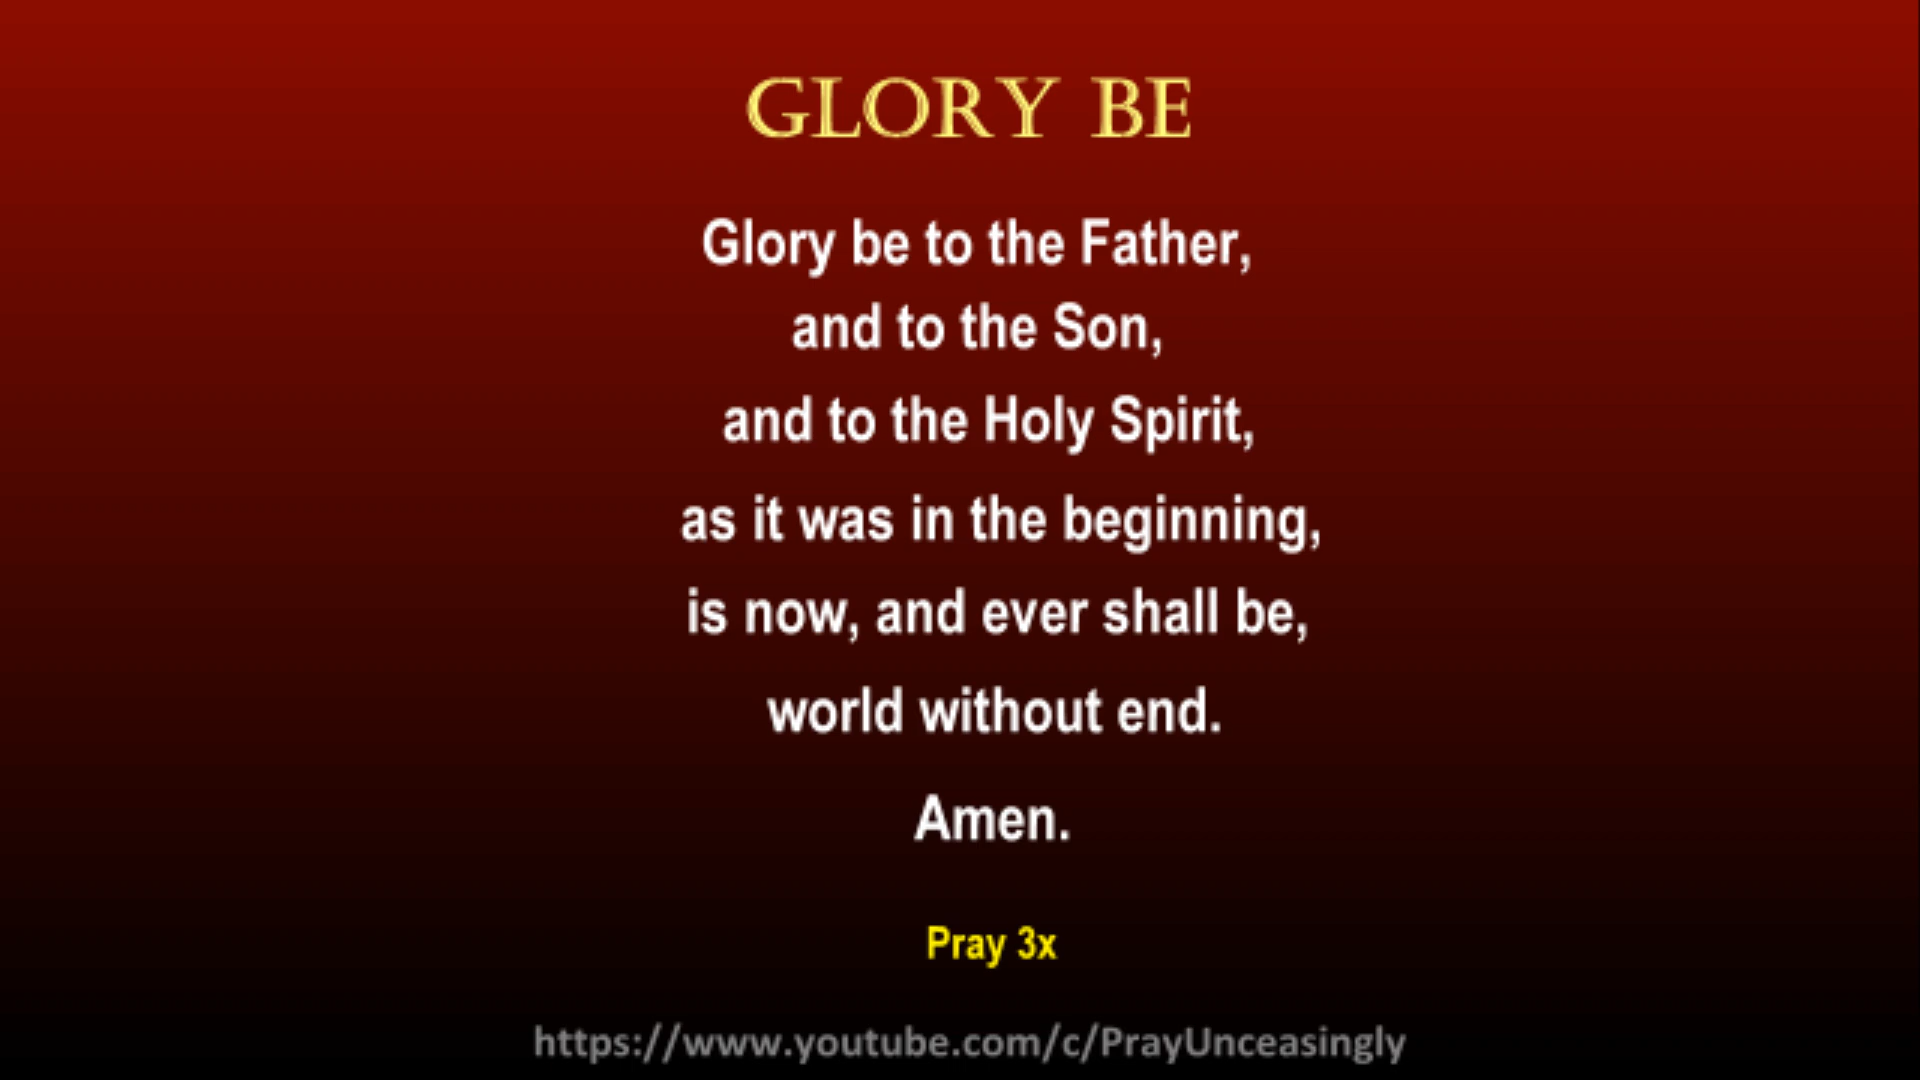 GLORY BE
Glory be to the Father,
and to the Son,
and to the Holy Spirit,
as it was in the beginning,
is now, and ever shall be,
world without end.
Amen.
Pray 3x
https://www.youtube.com/c/PrayUnceasingly